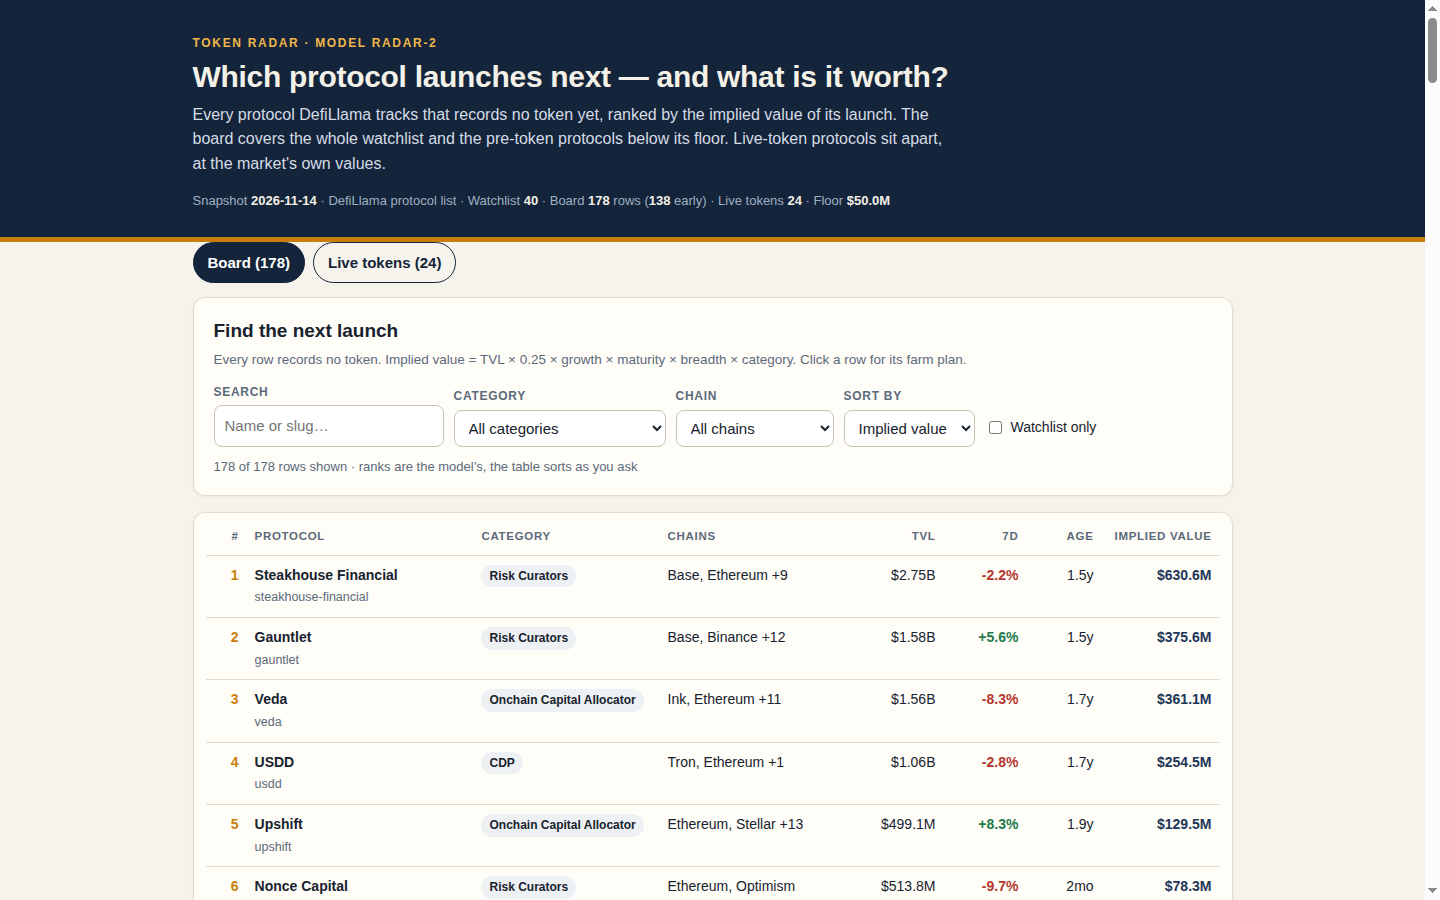 TOKEN RADAR · MODEL RADAR-2
Which protocol launches next — and what is it worth?
Every protocol DefiLlama tracks that records no token yet, ranked by the implied value of its launch. The
board covers the whole watchlist and the pre-token protocols below its floor. Live-token protocols sit apart,
at the market's own values.
Snapshot 2026-11-14 · DefiLlama protocol list · Watchlist 40 · Board 178 rows (138 early) · Live tokens 24 · Floor $50.0M
Board (178) Live tokens (24)
Find the next launch
Every row records no token. Implied value = TVL × 0.25 × growth × maturity × breadth × category. Click a row for its farm plan.
SEARCH CATEGORY CHAIN SORT BY
Name or slug… All categories All chains Implied value Watchlist only
178 of 178 rows shown · ranks are the model’s, the table sorts as you ask
# PROTOCOL CATEGORY CHAINS TVL 7D AGE IMPLIED VALUE
1 Steakhouse Financial Risk Curators Base, Ethereum +9 $2.75B -2.2% 1.5y $630.6M
steakhouse-financial
2 Gauntlet Risk Curators Base, Binance +12 $1.58B +5.6% 1.5y $375.6M
gauntlet
3 Veda Onchain Capital Allocator Ink, Ethereum +11 $1.56B -8.3% 1.7y $361.1M
veda
4 USDD CDP Tron, Ethereum +1 $1.06B -2.8% 1.7y $254.5M
usdd
5 Upshift Onchain Capital Allocator Ethereum, Stellar +13 $499.1M +8.3% 1.9y $129.5M
upshift
6 Nonce Capital Risk Curators Ethereum, Optimism $513.8M -9.7% 2mo $78.3M